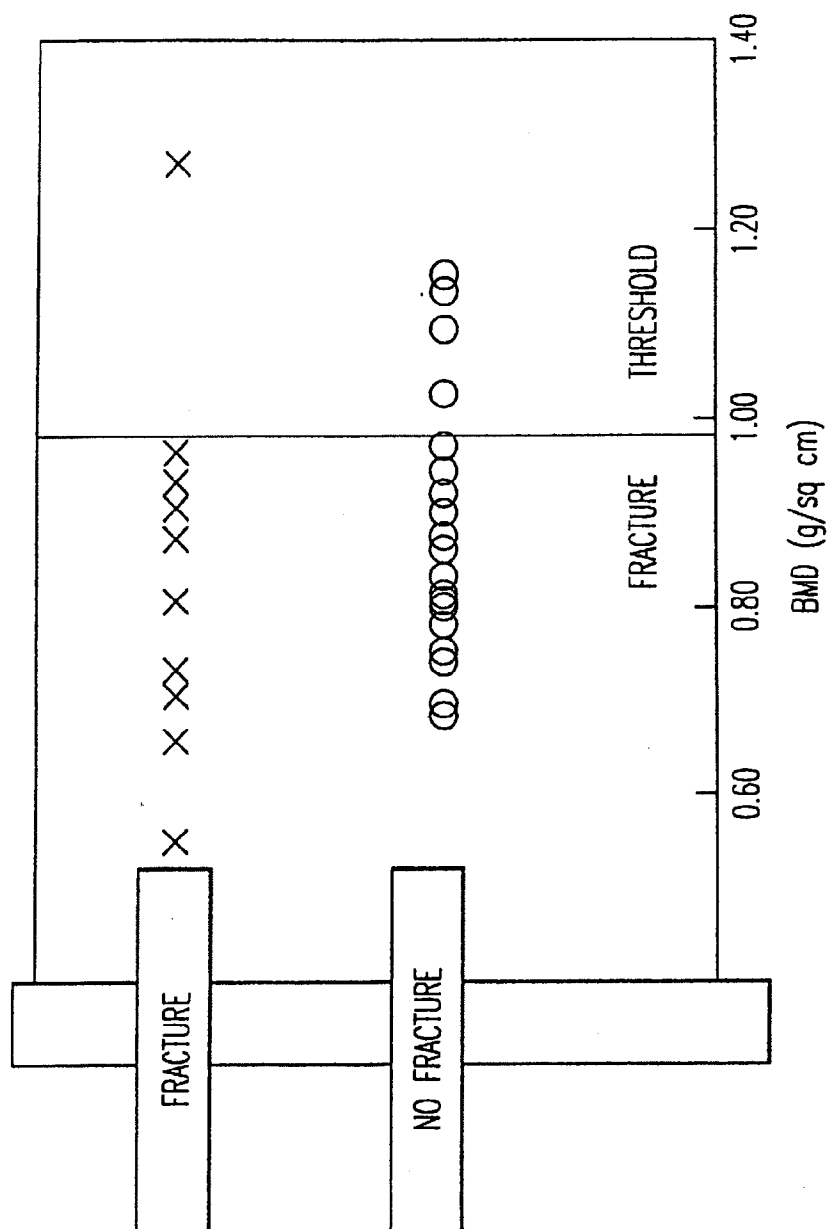 FRACTURE
NO FRACTURE
FRACTURE THRESHOLD
0.60 0.80 1.00 1.20 1.40
BMD (g/sq cm)